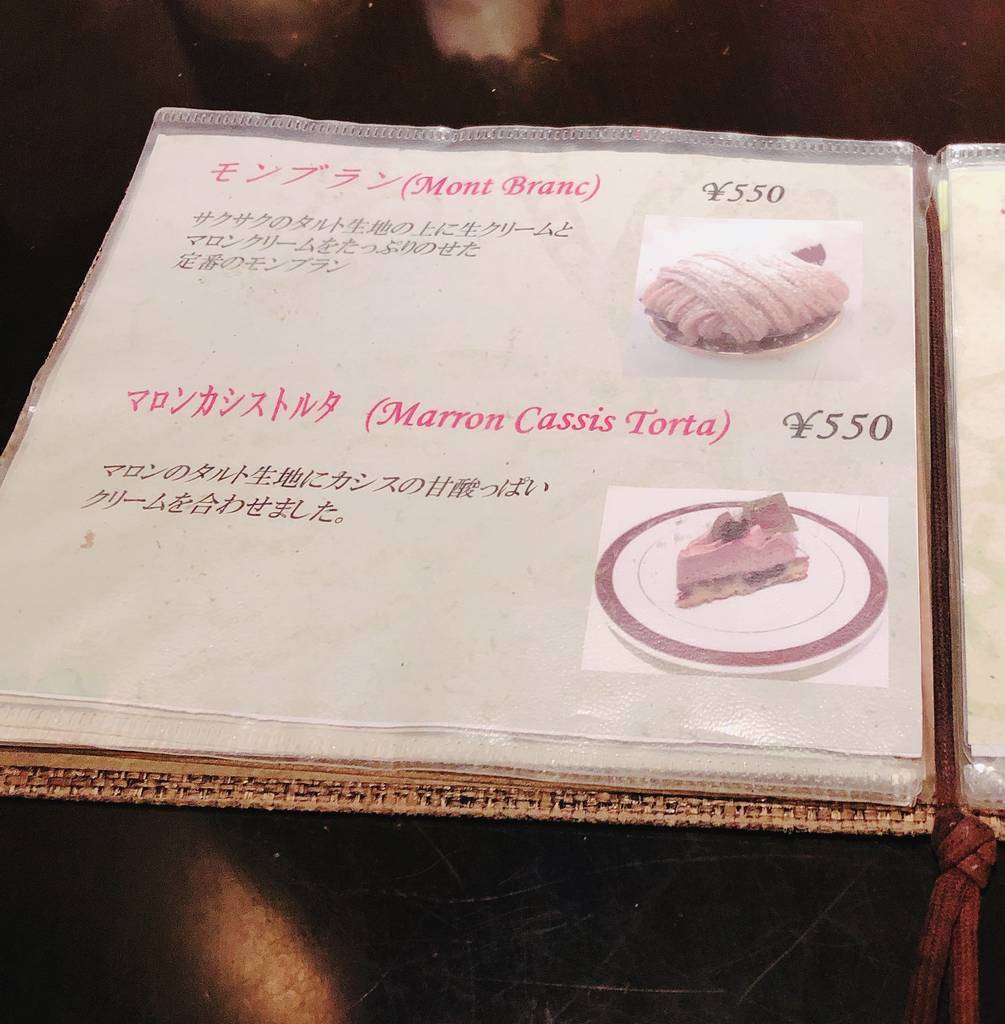 モンブラン(Mont Branc) ¥550
サクサクのタルト生地の上に生クリームと
マロンクリームをたっぷりのせた
定番のモンブラン
マロンカシストルタ (Marron Cassis Torta) ¥550
マロンのタルト生地にカシスの甘酸っぱい
クリームを合わせました。